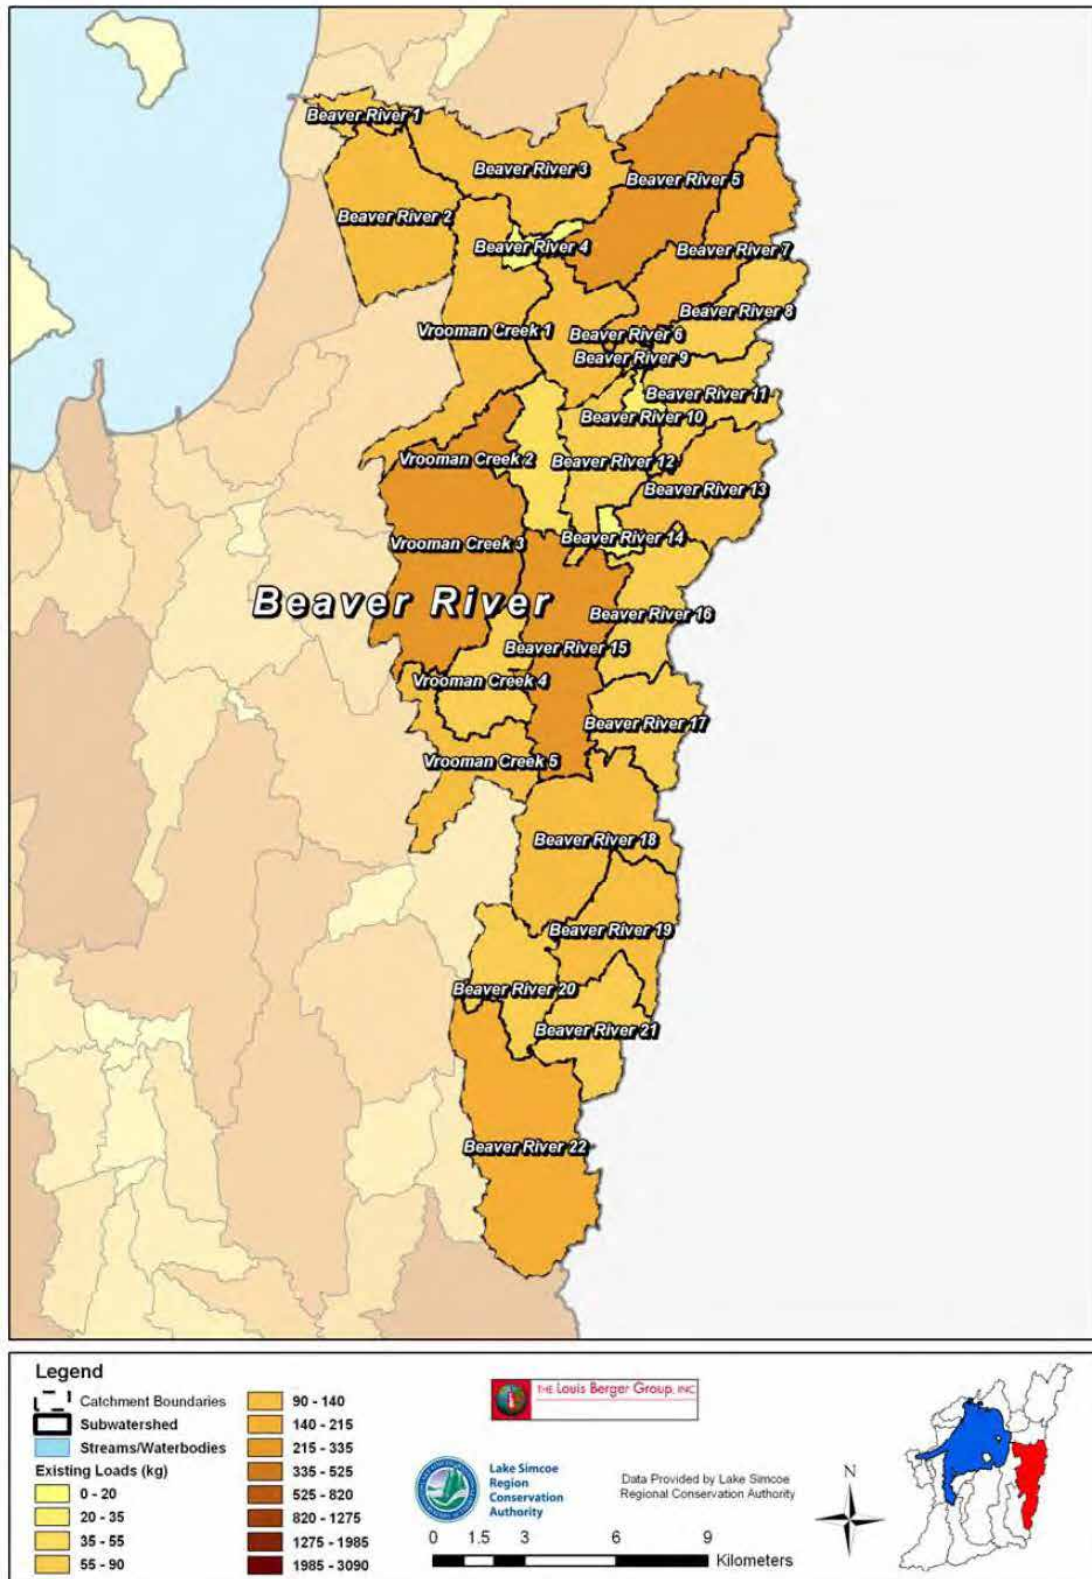 Beaver River 1
Beaver River 3
Beaver River 5
Beaver River 2
Beaver River 4
Beaver River 7
Beaver River 8
Vrooman Creek 1
Beaver River 6
Beaver River 9
Beaver River 11
Beaver River 10
Vrooman Creek 2
Beaver River 12
Beaver River 13
Beaver River 14
Vrooman Creek 3
Beaver River
Beaver River 16
Beaver River 15
Vrooman Creek 4
Beaver River 17
Vrooman Creek 5
Beaver River 18
Beaver River 19
Beaver River 20
Beaver River 21
Beaver River 22
Legend
Catchment Boundaries
Subwatershed
Streams/Waterbodies
Existing Loads (kg)
0 - 20
20 - 35
35 - 55
55 - 90
90 - 140
140 - 215
215 - 335
335 - 525
525 - 820
820 - 1275
1275 - 1985
1985 - 3090
THE Louis Berger Group, INC.
Lake Simcoe
Region
Conservation
Authority
Data Provided by Lake Simcoe
Regional Conservation Authority
0 1.5 3 6 9
Kilometers
N